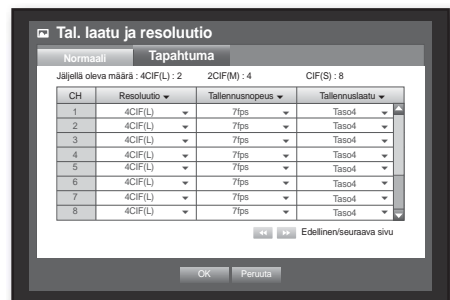 Tal. laatu ja resoluutio
Normaali Tapahtuma
Jäljellä oleva määrä : 4CIF(L) : 2 2CIF(M) : 4 CIF(S) : 8
CH Resoluutio Tallennusnopeus Tallennuslaatu
1 4CIF(L) 7fps Taso4
2 4CIF(L) 7fps Taso4
3 4CIF(L) 7fps Taso4
4 4CIF(L) 7fps Taso4
5 4CIF(L) 7fps Taso4
6 4CIF(L) 7fps Taso4
7 4CIF(L) 7fps Taso4
8 4CIF(L) 7fps Taso4
Edellinen/seuraava sivu
OK Peruuta